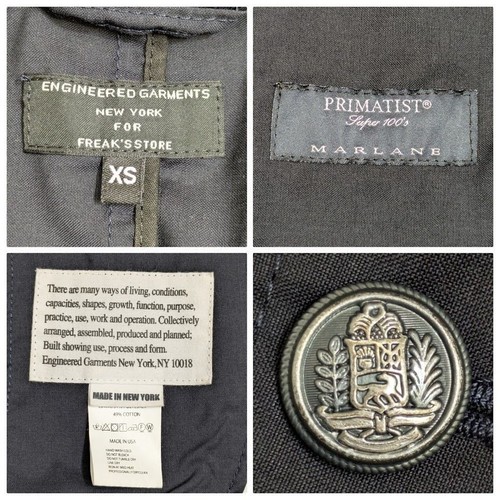 ENGINEERED GARMENTS
NEW YORK
FOR
FREAK'S STORE
XS
PRIMATIST®
Super 100's
MARLANE
There are many ways of living, conditions,
capacities, shapes, growth, function, purpose,
practice, use, work and operation. Collectively
arranged, assembled, produced and planned;
Built showing use, process and form.
Engineered Garments New York, NY 10018
MADE IN NEW YORK
COTTON
MADE IN USA